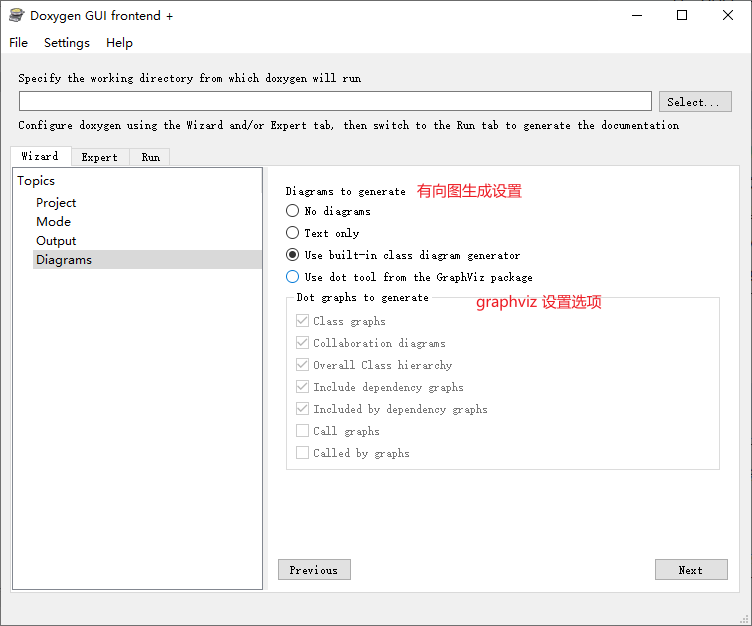 Doxygen GUI frontend +
File Settings Help
Specify the working directory from which doxygen will run
Select...
Configure doxygen using the Wizard and/or Expert tab, then switch to the Run tab to generate the documentation
Wizard Expert Run
Topics
Project
Mode
Output
Diagrams
Diagrams to generate 有向图生成设置
No diagrams
Text only
Use built-in class diagram generator
Use dot tool from the GraphViz package
Dot graphs to generate graphviz 设置选项
Class graphs
Collaboration diagrams
Overall Class hierarchy
Include dependency graphs
Included by dependency graphs
Call graphs
Called by graphs
Previous Next